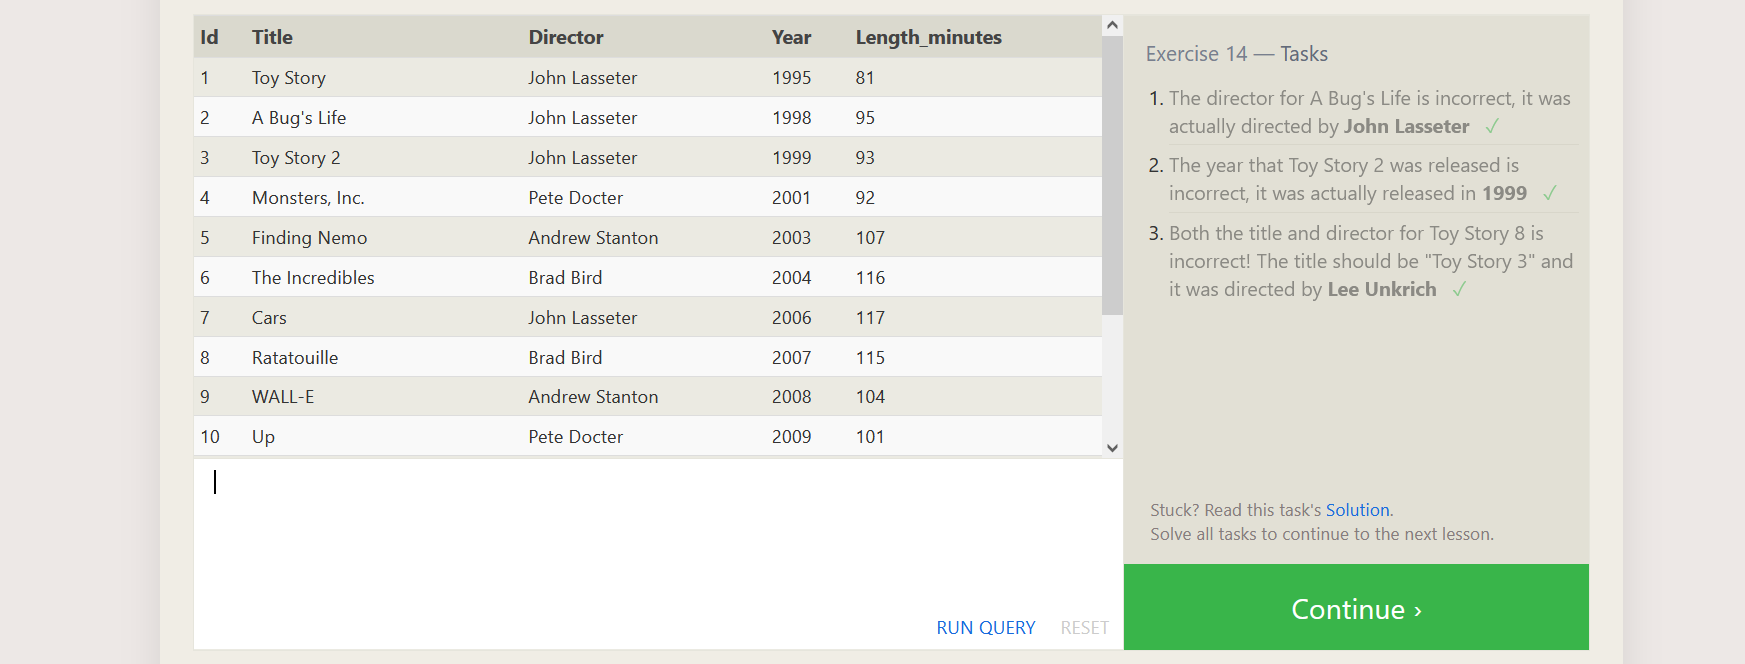 Id Title Director Year Length_minutes
1 Toy Story John Lasseter 1995 81
2 A Bug's Life John Lasseter 1998 95
3 Toy Story 2 John Lasseter 1999 93
4 Monsters, Inc. Pete Docter 2001 92
5 Finding Nemo Andrew Stanton 2003 107
6 The Incredibles Brad Bird 2004 116
7 Cars John Lasseter 2006 117
8 Ratatouille Brad Bird 2007 115
9 WALL-E Andrew Stanton 2008 104
10 Up Pete Docter 2009 101
RUN QUERY RESET
Exercise 14 — Tasks
1. The director for A Bug's Life is incorrect, it was
actually directed by John Lasseter ✓
2. The year that Toy Story 2 was released is
incorrect, it was actually released in 1999 ✓
3. Both the title and director for Toy Story 8 is
incorrect! The title should be "Toy Story 3" and
it was directed by Lee Unkrich ✓
Stuck? Read this task's Solution.
Solve all tasks to continue to the next lesson.
Continue ›